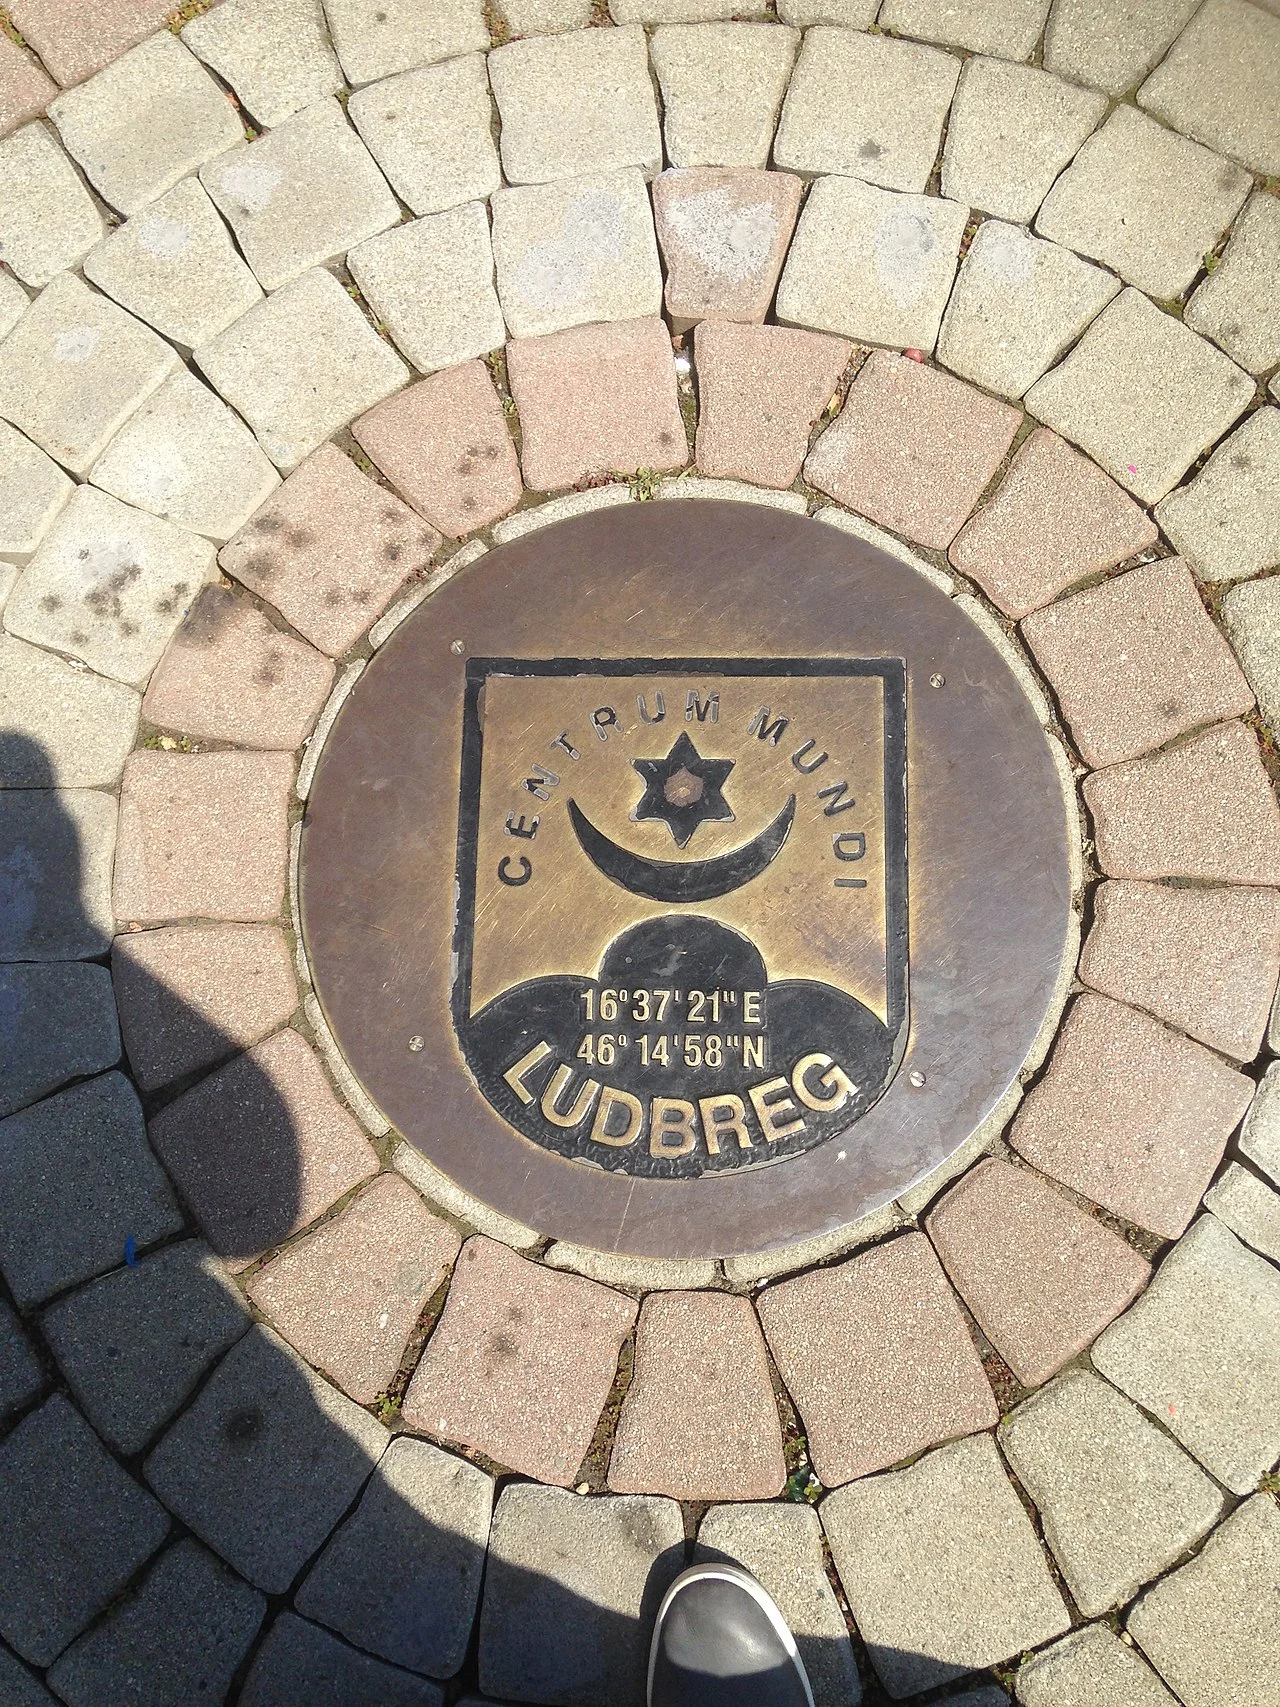 CENTRUM MUNDI
16°37'21"E
46°14'58"N
LUDBREG